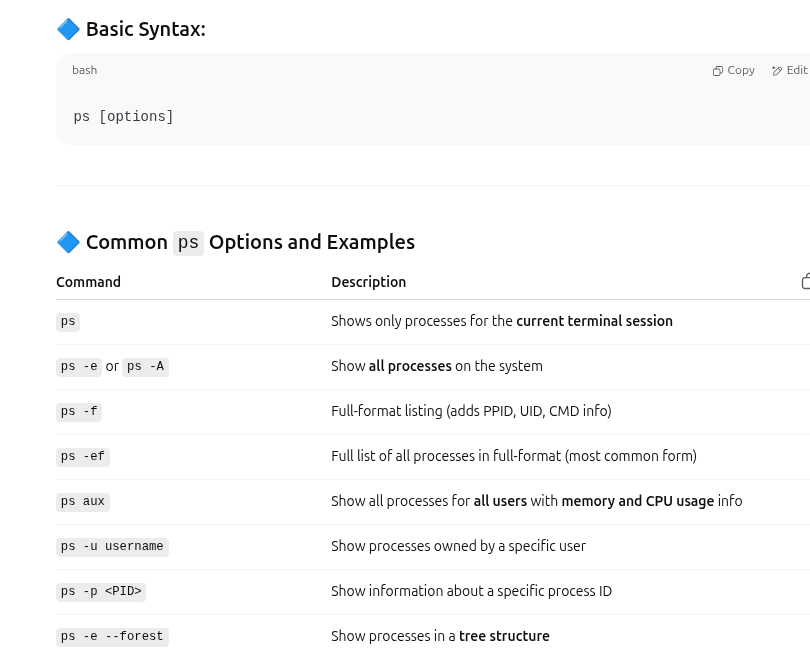 Basic Syntax:
bash Copy Edit
ps [options]
Common ps Options and Examples
Command Description
ps Shows only processes for the current terminal session
ps -e or ps -A Show all processes on the system
ps -f Full-format listing (adds PPID, UID, CMD info)
ps -ef Full list of all processes in full-format (most common form)
ps aux Show all processes for all users with memory and CPU usage info
ps -u username Show processes owned by a specific user
ps -p <PID> Show information about a specific process ID
ps -e --forest Show processes in a tree structure